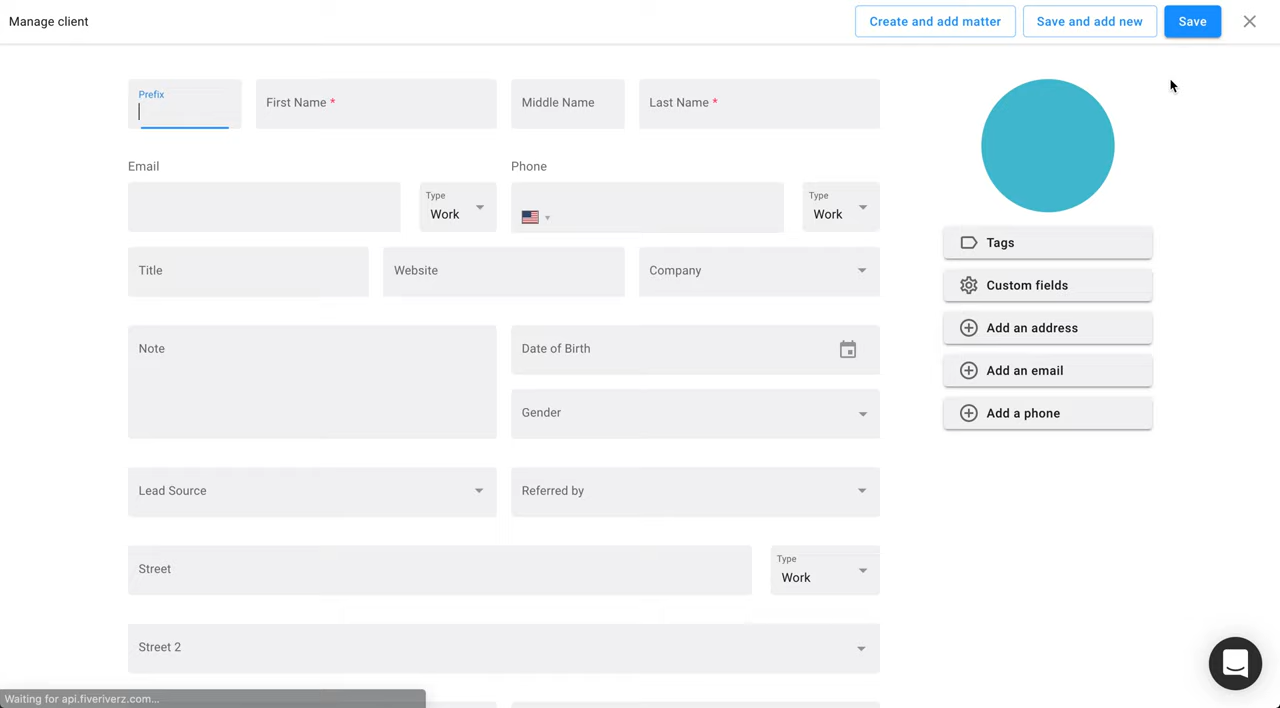 Manage client
Create and add matter
Save and add new
Save
Prefix
First Name *
Middle Name
Last Name *
Email
Phone
Type
Work
Type
Work
Title
Website
Company
Note
Date of Birth
Gender
Lead Source
Referred by
Street
Type
Work
Street 2
Tags
Custom fields
Add an address
Add an email
Add a phone
Waiting for api.fiveriverz.com...